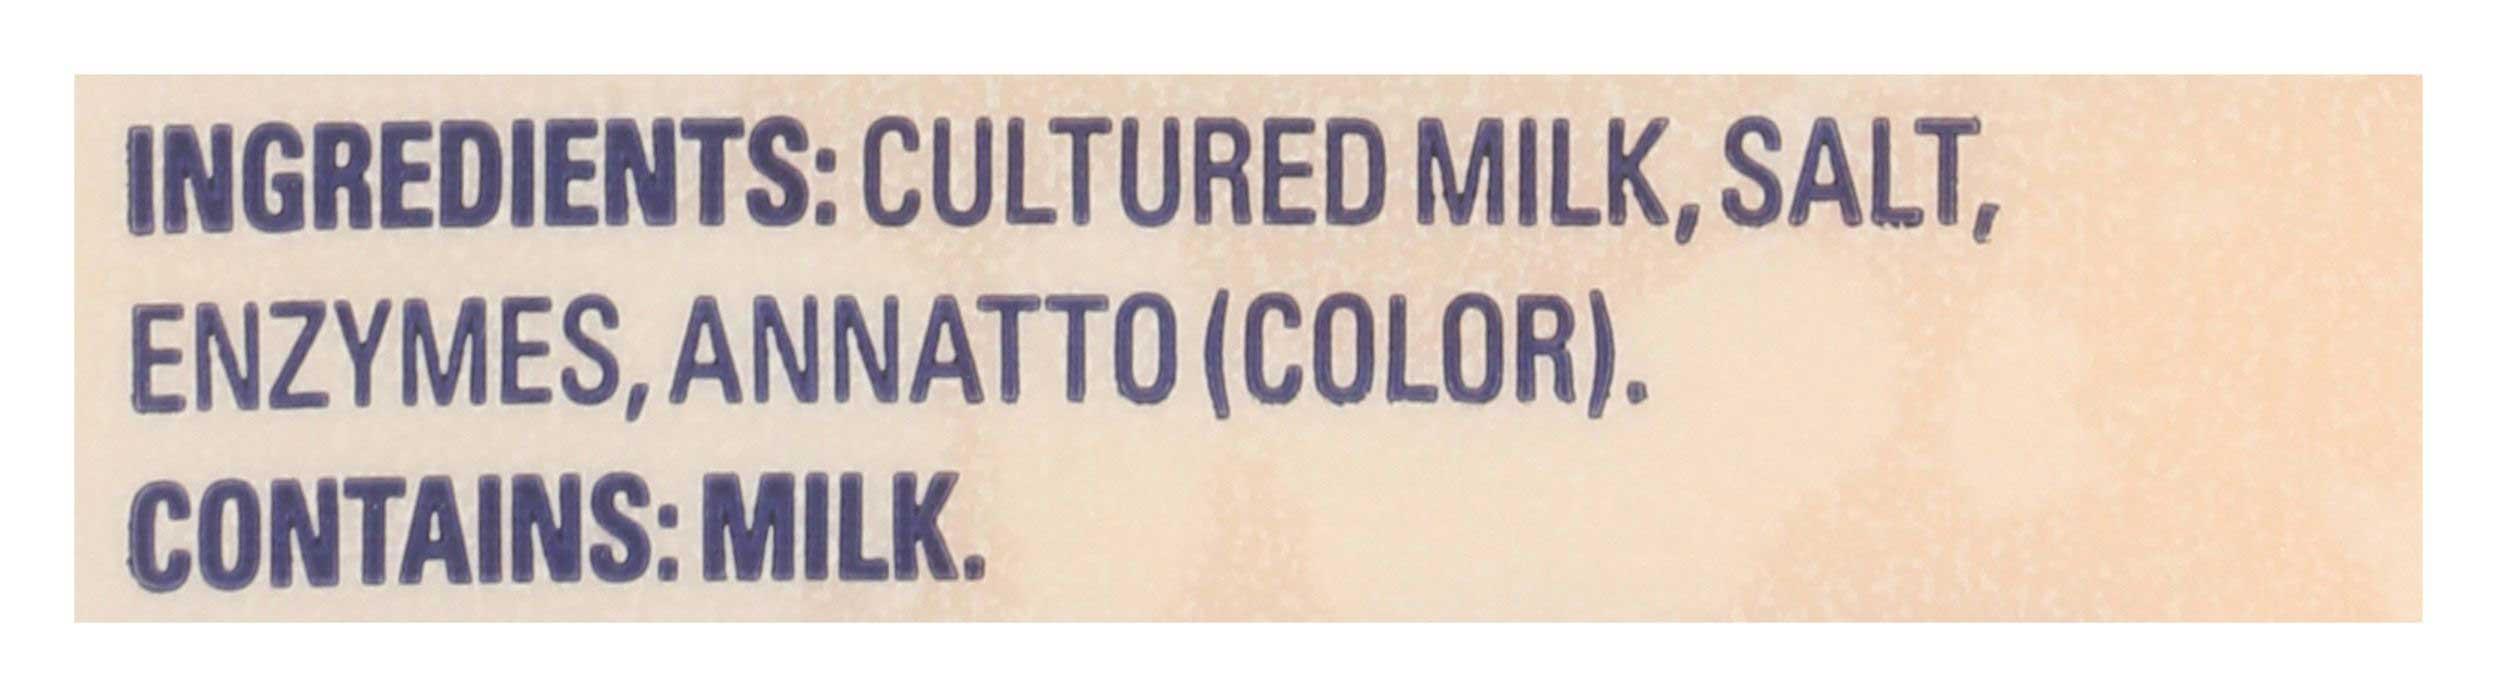 INGREDIENTS: CULTURED MILK, SALT,
ENZYMES, ANNATTO (COLOR).
CONTAINS: MILK.